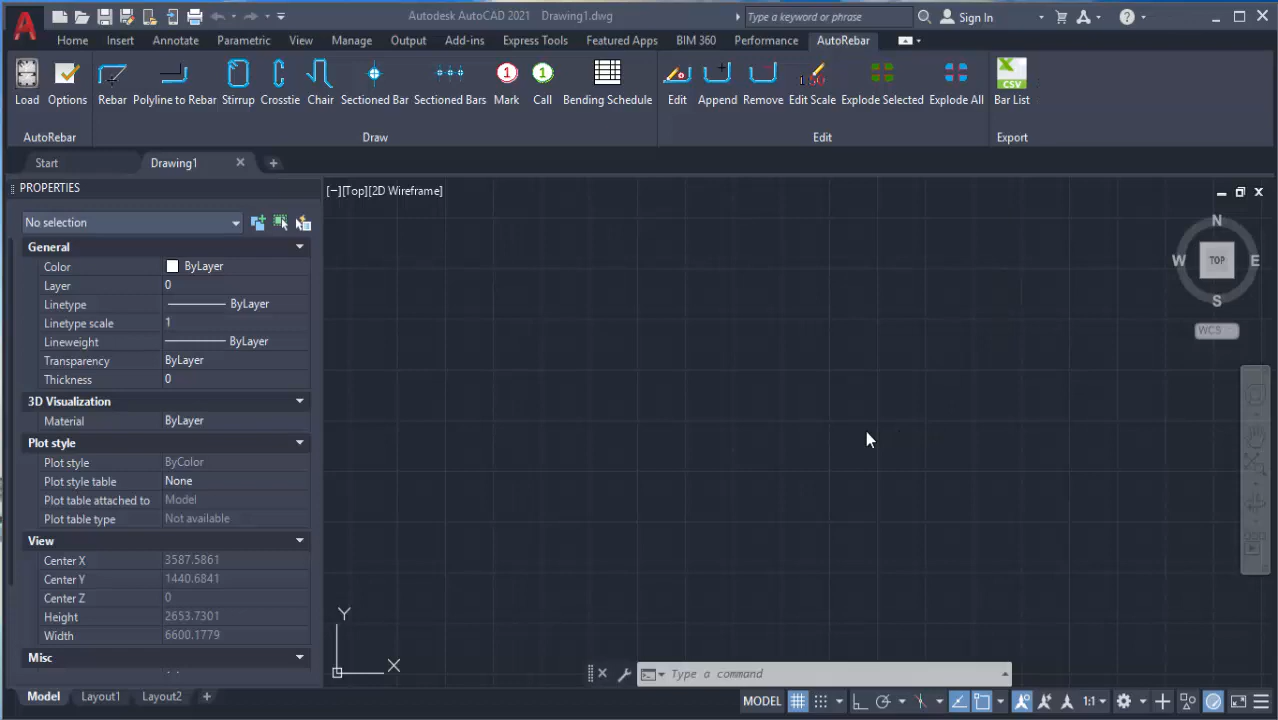 Autodesk AutoCAD 2021 Drawing1.dwg
Type a keyword or phrase
Sign In
Home Insert Annotate Parametric View Manage Output Add-ins Express Tools Featured Apps BIM 360 Performance AutoRebar
Load Options Rebar Polyline to Rebar Stirrup Crosstie Chair Sectioned Bar Sectioned Bars Mark Call Bending Schedule Edit Append Remove Edit Scale Explode Selected Explode All Bar List
AutoRebar Draw Edit Export
Start Drawing1
PROPERTIES
[−][Top][2D Wireframe]
No selection
General
Color ByLayer
Layer 0
Linetype ByLayer
Linetype scale 1
Lineweight ByLayer
Transparency ByLayer
Thickness 0
3D Visualization
Material ByLayer
Plot style
Plot style ByColor
Plot style table None
Plot table attached to Model
Plot table type Not available
View
Center X 3587.5861
Center Y 1440.6841
Center Z 0
Height 2653.7301
Width 6600.1779
Misc
N
W TOP E
S
WCS
Y
X
Type a command
Model Layout1 Layout2
MODEL 1:1